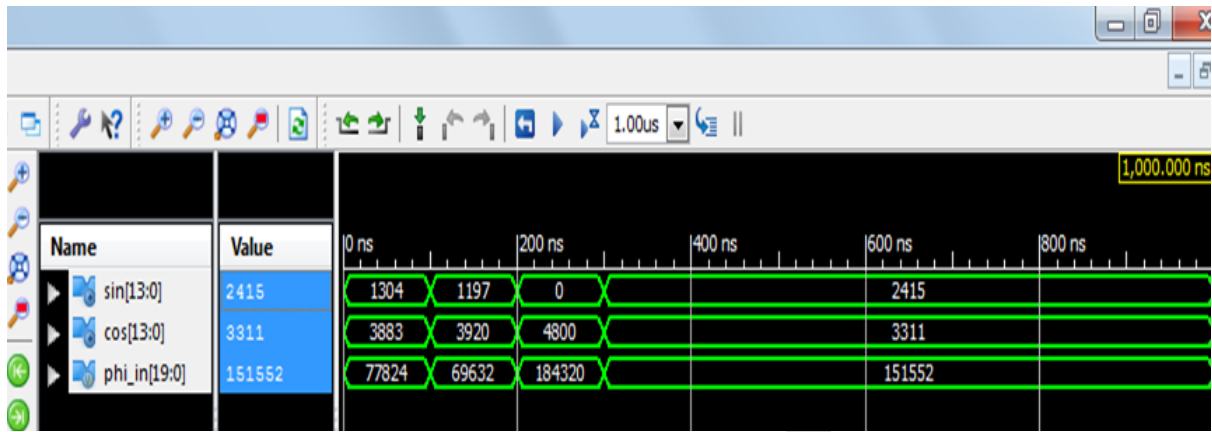 1.00us
1,000.000 ns
Name Value 0 ns 200 ns 400 ns 600 ns 800 ns
sin[13:0] 2415 1304 1197 0 2415
cos[13:0] 3311 3883 3920 4800 3311
phi_in[19:0] 151552 77824 69632 184320 151552